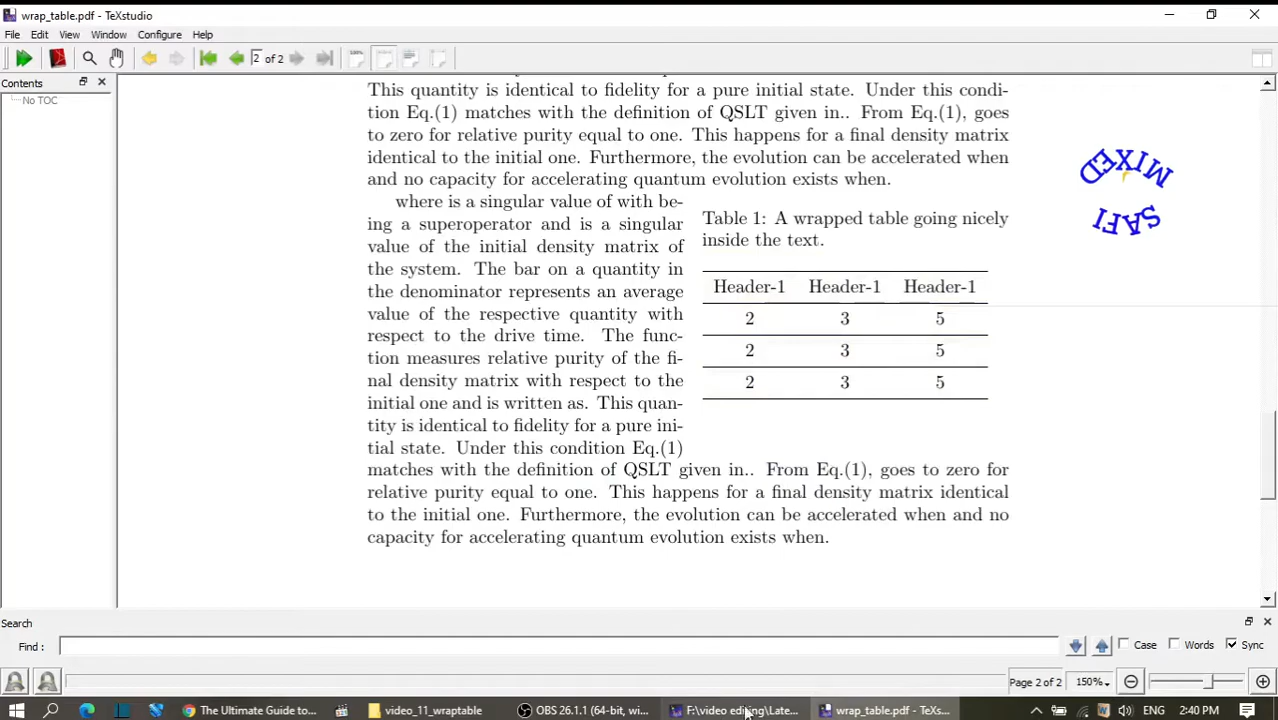 wrap_table.pdf - TeXstudio
File Edit View Window Configure Help
2 of 2
Contents
No TOC
This quantity is identical to fidelity for a pure initial state. Under this condi-
tion Eq.(1) matches with the definition of QSLT given in.. From Eq.(1), goes
to zero for relative purity equal to one. This happens for a final density matrix
identical to the initial one. Furthermore, the evolution can be accelerated when
and no capacity for accelerating quantum evolution exists when.
where is a singular value of with be-
ing a superoperator and is a singular
value of the initial density matrix of
the system. The bar on a quantity in
the denominator represents an average
value of the respective quantity with
respect to the drive time. The func-
tion measures relative purity of the fi-
nal density matrix with respect to the
initial one and is written as. This quan-
tity is identical to fidelity for a pure ini-
tial state. Under this condition Eq.(1)
Table 1: A wrapped table going nicely
inside the text.
Header-1 Header-1 Header-1
2 3 5
2 3 5
2 3 5
matches with the definition of QSLT given in.. From Eq.(1), goes to zero for
relative purity equal to one. This happens for a final density matrix identical
to the initial one. Furthermore, the evolution can be accelerated when and no
capacity for accelerating quantum evolution exists when.
MIXED
SAFI
Search
Find :
Case Words Sync
Page 2 of 2 150%
The Ultimate Guide to Format... video_11_wraptable OBS 26.1.1 (64-bit, win... F:\video editing\Late... wrap_table.pdf - TeXs... 2:40 PM